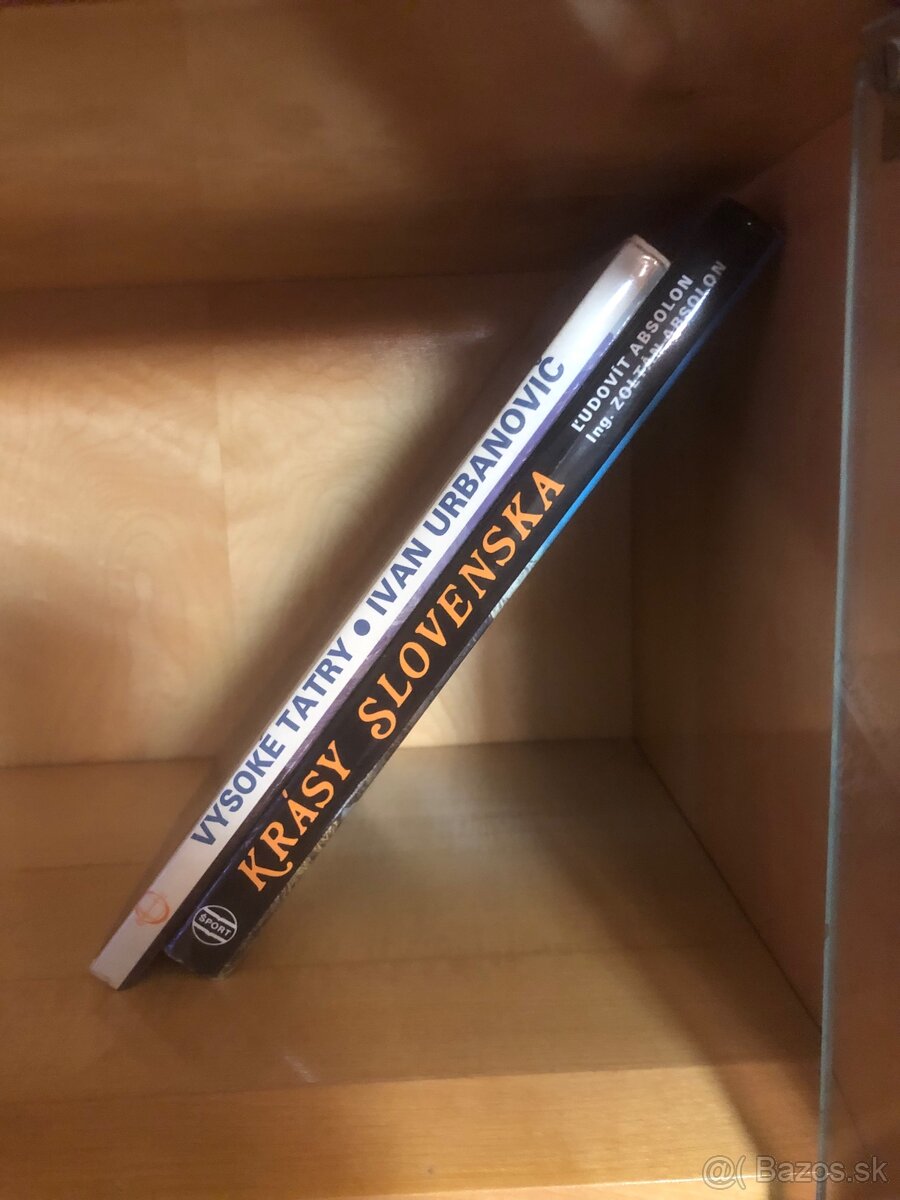 VYSOKÉ TATRY • IVAN URBANOVIČ
ĽUDOVÍT ABSOLON
Ing. ZOLTÁN ABSOLON
KRÁSY SLOVENSKA
ŠPORT
@( Bazos.sk